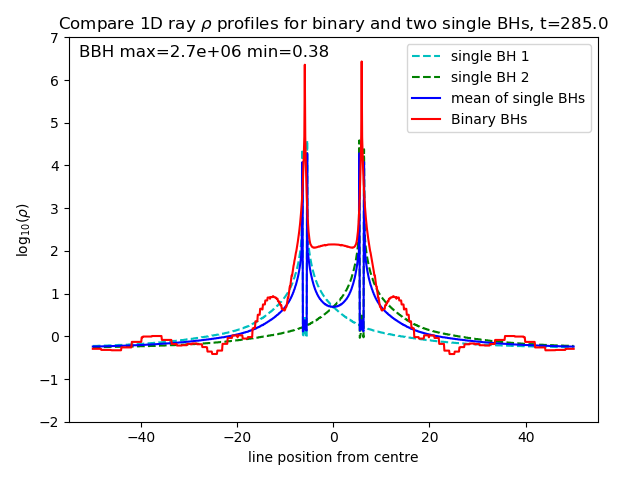 Compare 1D ray ρ profiles for binary and two single BHs, t=285.0
BBH max=2.7e+06 min=0.38
single BH 1
single BH 2
mean of single BHs
Binary BHs
7
6
5
4
3
2
1
0
−1
−2
log₁₀(ρ)
−40
−20
0
20
40
line position from centre